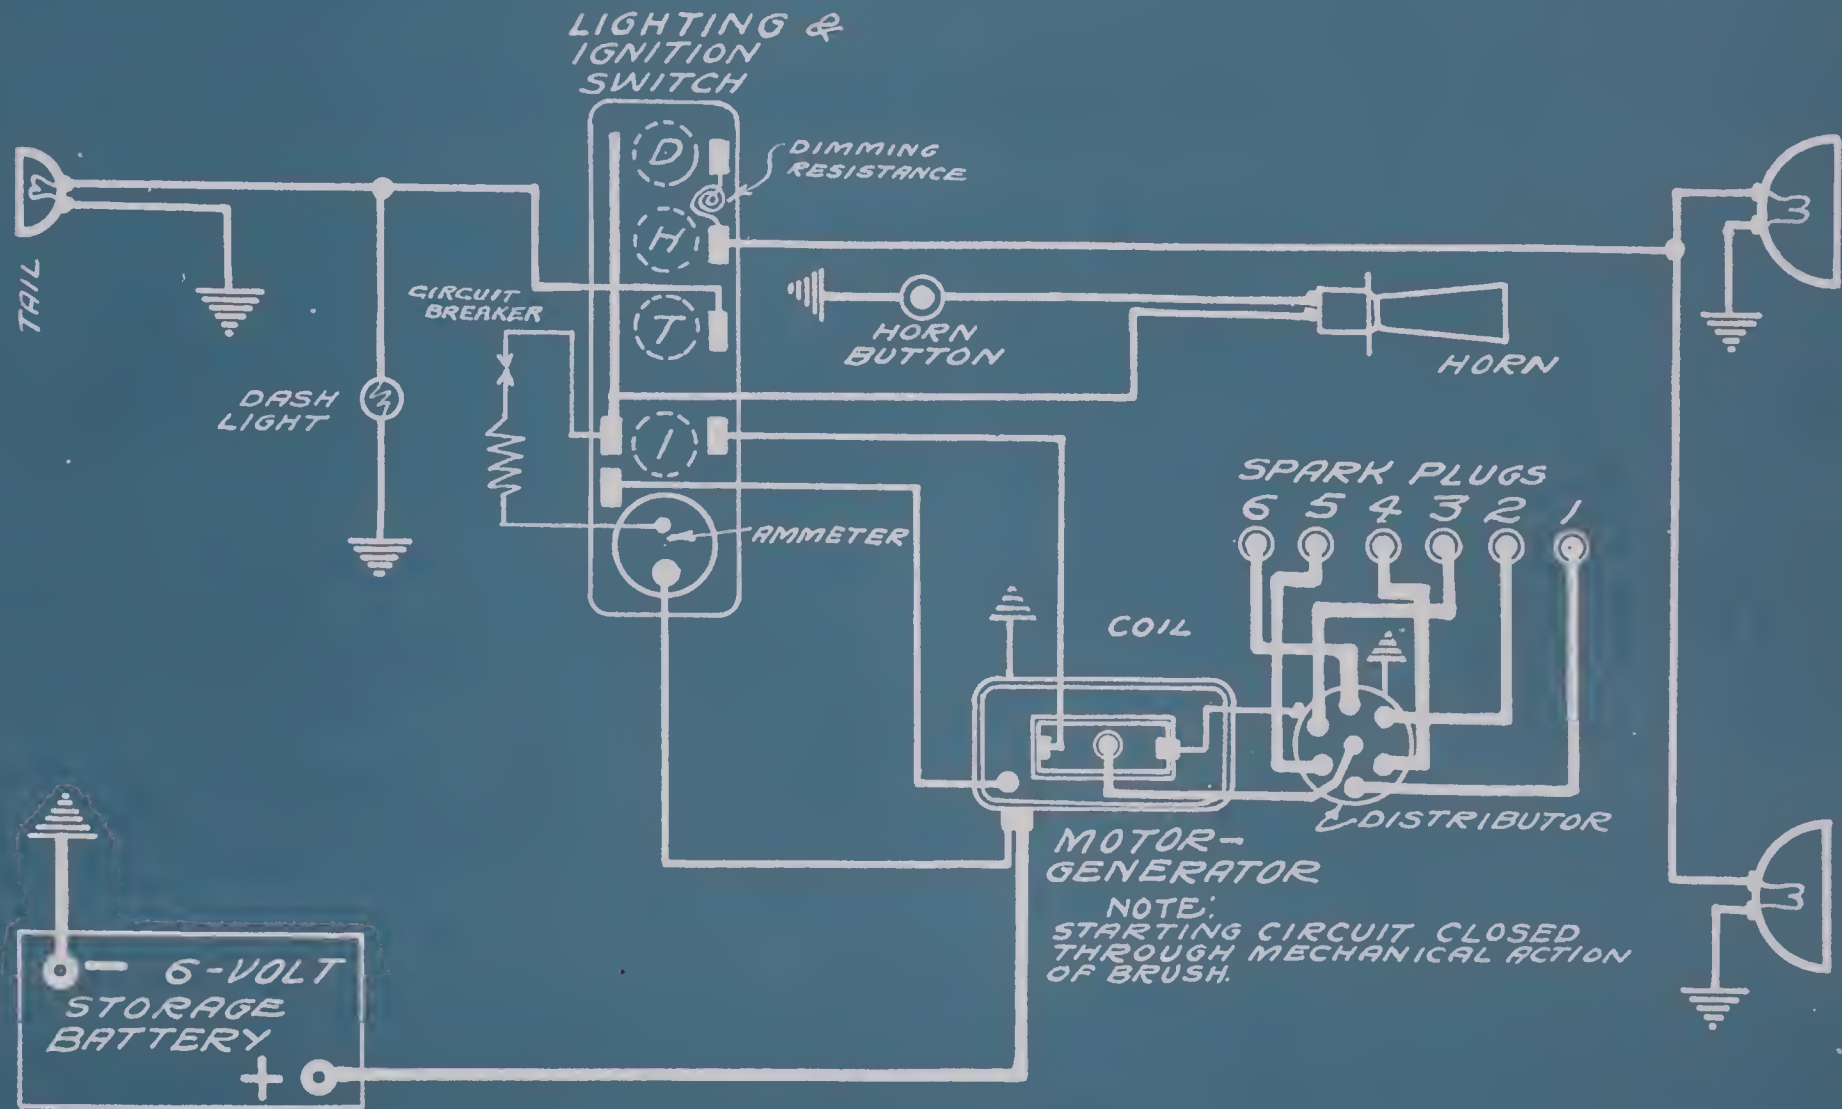 LIGHTING &
IGNITION
SWITCH
D
DIMMING
RESISTANCE
H
TAIL
CIRCUIT
BREAKER
T
HORN
BUTTON
HORN
DASH
LIGHT
I
SPARK PLUGS
6 5 4 3 2 1
AMMETER
COIL
DISTRIBUTOR
MOTOR-
GENERATOR
NOTE:
STARTING CIRCUIT CLOSED
THROUGH MECHANICAL ACTION
OF BRUSH.
- 6-VOLT
STORAGE
BATTERY
+